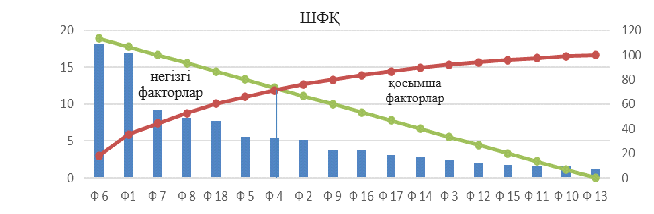 ШФҚ
20
15
10
5
0
120
100
80
60
40
20
0
негізгі
факторлар
қосымша
факторлар
Ф 6 Ф1 Ф 7 Ф 8 Ф 18 Ф 5 Ф 4 Ф 2 Ф 9 Ф 16 Ф 17 Ф 14 Ф 3 Ф 12 Ф 15 Ф 11 Ф 10 Ф 13